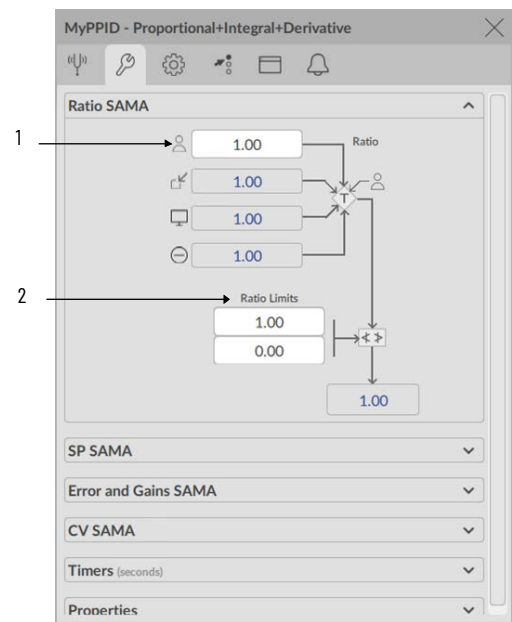 MyPPID - Proportional+Integral+Derivative
Ratio SAMA
1
1.00
Ratio
1.00
1.00
1.00
2
Ratio Limits
1.00
0.00
1.00
SP SAMA
Error and Gains SAMA
CV SAMA
Timers (seconds)
Properties